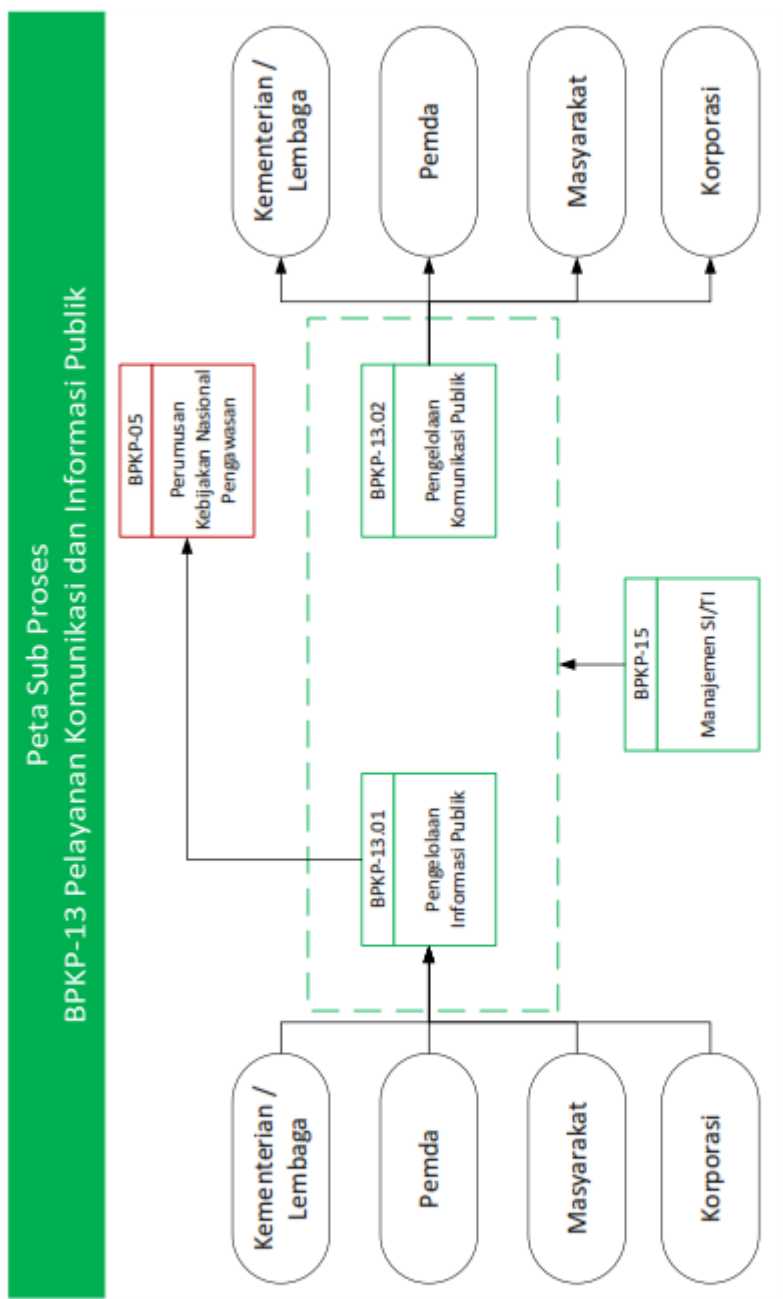 Peta Sub Proses
BPKP-13 Pelayanan Komunikasi dan Informasi Publik
BPKP-05
Perumusan
Kebijakan Nasional
Pengawasan
Kementerian /
Lembaga
Pemda
Masyarakat
Korporasi
BPKP-13.01
Pengelolaan
Informasi Publik
BPKP-13.02
Pengelolaan
Komunikasi Publik
Kementerian /
Lembaga
Pemda
Masyarakat
Korporasi
BPKP-15
Manajemen SI/TI